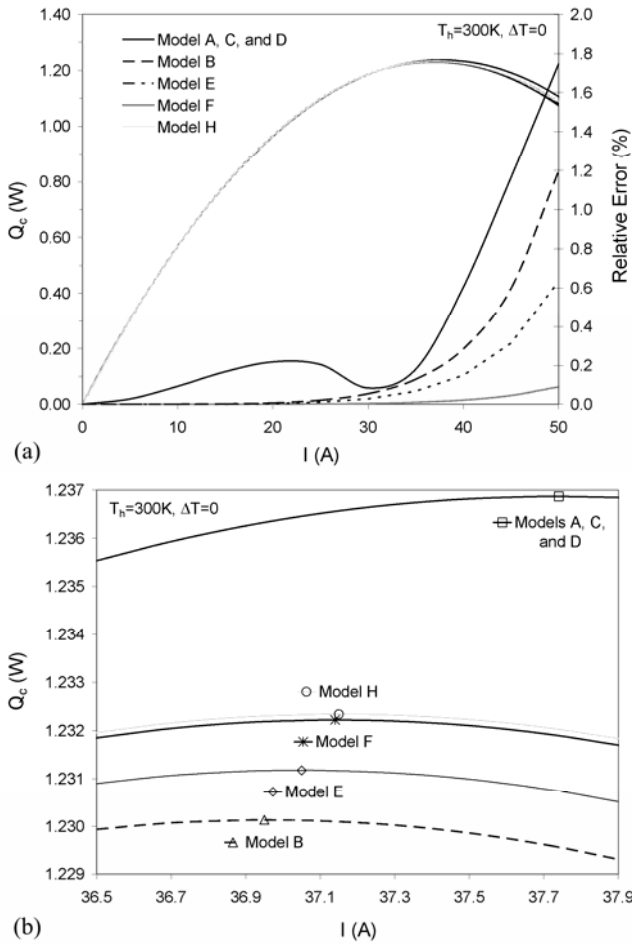 1.40
1.20
1.00
0.80
0.60
0.40
0.20
0.00
Q_c (W)
Model A, C, and D
Model B
Model E
Model F
Model H
T_h=300K, ΔT=0
2.0
1.8
1.6
1.4
1.2
1.0
0.8
0.6
0.4
0.2
0.0
Relative Error (%)
0 10 20 30 40 50
(a)
I (A)
1.237
1.236
1.235
1.234
1.233
1.232
1.231
1.230
1.229
Q_c (W)
T_h=300K, ΔT=0
Models A, C,
and D
Model H
Model F
Model E
Model B
36.5 36.7 36.9 37.1 37.3 37.5 37.7 37.9
(b)
I (A)